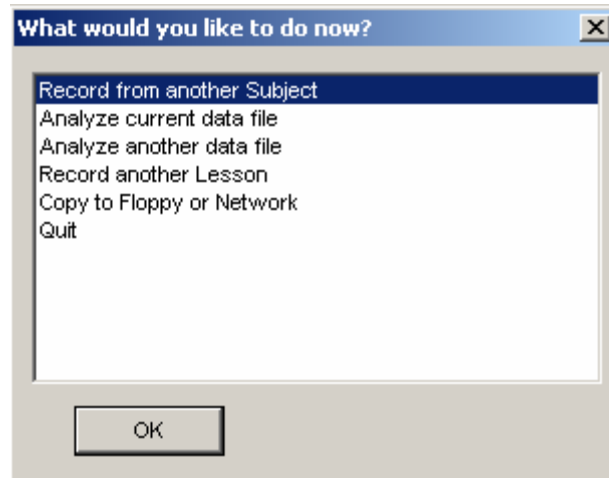 What would you like to do now?
Record from another Subject
Analyze current data file
Analyze another data file
Record another Lesson
Copy to Floppy or Network
Quit
OK